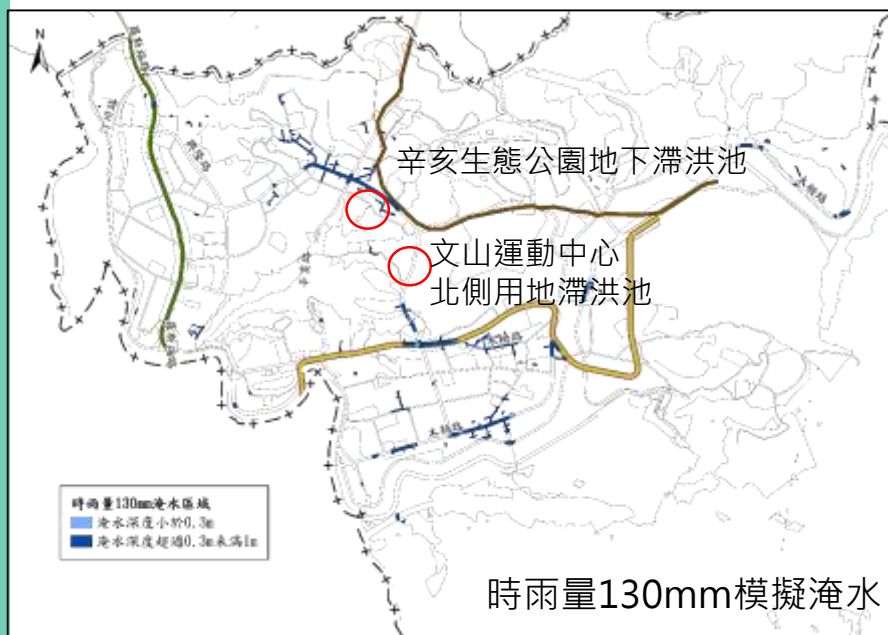 N
辛亥生態公園地下滯洪池
文山運動中心
北側用地滯洪池
木柵路
時雨量130mm淹水區域
淹水深度小於0.3m
淹水深度超過0.3m未滿1m
時雨量130mm模擬淹水